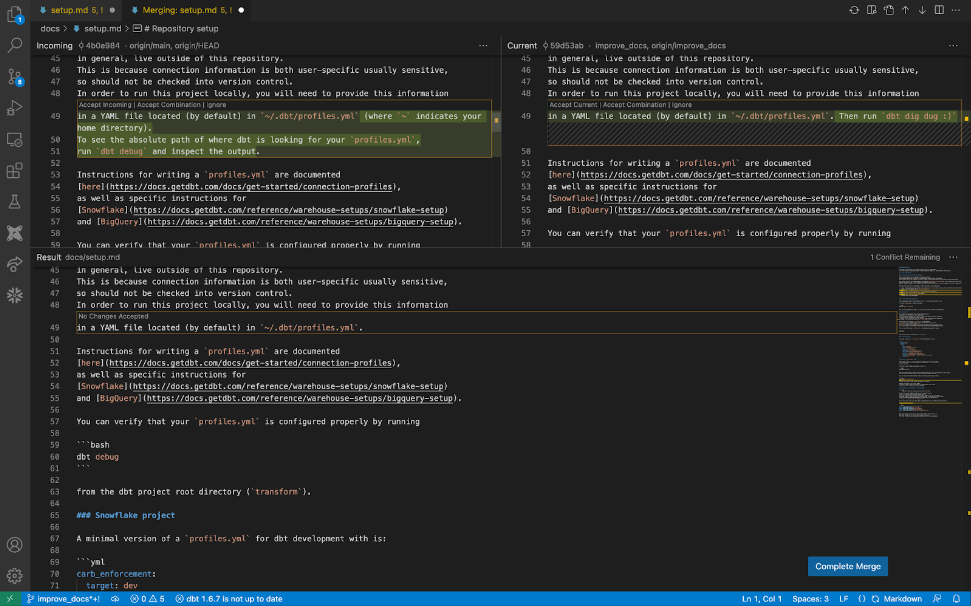 setup.md 5, !
Merging: setup.md 5, !
docs > setup.md > # Repository setup
Incoming 4b0e984 · origin/main, origin/HEAD
45 in general, live outside of this repository.
46 This is because connection information is both user-specific usually sensitive,
47 so should not be checked into version control.
48 In order to run this project locally, you will need to provide this information
Accept Incoming | Accept Combination | Ignore
49 in a YAML file located (by default) in `~/.dbt/profiles.yml` (where `~` indicates your
home directory).
50 To see the absolute path of where dbt is looking for your `profiles.yml`,
51 run `dbt debug` and inspect the output.
52
53 Instructions for writing a `profiles.yml` are documented
54 [here](https://docs.getdbt.com/docs/get-started/connection-profiles),
55 as well as specific instructions for
56 [Snowflake](https://docs.getdbt.com/reference/warehouse-setups/snowflake-setup)
57 and [BigQuery](https://docs.getdbt.com/reference/warehouse-setups/bigquery-setup).
58
59 You can verify that your `profiles.yml` is configured properly by running
Current 59d53ab · improve_docs, origin/improve_docs
45 in general, live outside of this repository.
46 This is because connection information is both user-specific usually sensitive,
47 so should not be checked into version control.
48 In order to run this project locally, you will need to provide this information
Accept Current | Accept Combination | Ignore
49 in a YAML file located (by default) in `~/.dbt/profiles.yml`. Then run `dbt dig dug :)`
50
51 Instructions for writing a `profiles.yml` are documented
52 [here](https://docs.getdbt.com/docs/get-started/connection-profiles),
53 as well as specific instructions for
54 [Snowflake](https://docs.getdbt.com/reference/warehouse-setups/snowflake-setup)
55 and [BigQuery](https://docs.getdbt.com/reference/warehouse-setups/bigquery-setup).
56
57 You can verify that your `profiles.yml` is configured properly by running
58
Result docs/setup.md
1 Conflict Remaining
45 in general, live outside of this repository.
46 This is because connection information is both user-specific usually sensitive,
47 so should not be checked into version control.
48 In order to run this project locally, you will need to provide this information
No Changes Accepted
49 in a YAML file located (by default) in `~/.dbt/profiles.yml`.
50
51 Instructions for writing a `profiles.yml` are documented
52 [here](https://docs.getdbt.com/docs/get-started/connection-profiles),
53 as well as specific instructions for
54 [Snowflake](https://docs.getdbt.com/reference/warehouse-setups/snowflake-setup)
55 and [BigQuery](https://docs.getdbt.com/reference/warehouse-setups/bigquery-setup).
56
57 You can verify that your `profiles.yml` is configured properly by running
58
59 ```bash
60 dbt debug
61 ```
62
63 from the dbt project root directory (`transform`).
64
65 ### Snowflake project
66
67 A minimal version of a `profiles.yml` for dbt development with is:
68
69 ```yml
70 carb_enforcement:
71 target: dev
Complete Merge
1
8
improve_docs*+!
0 5
dbt 1.6.7 is not up to date
Ln 1, Col 1
Spaces: 3
LF
{ } Markdown